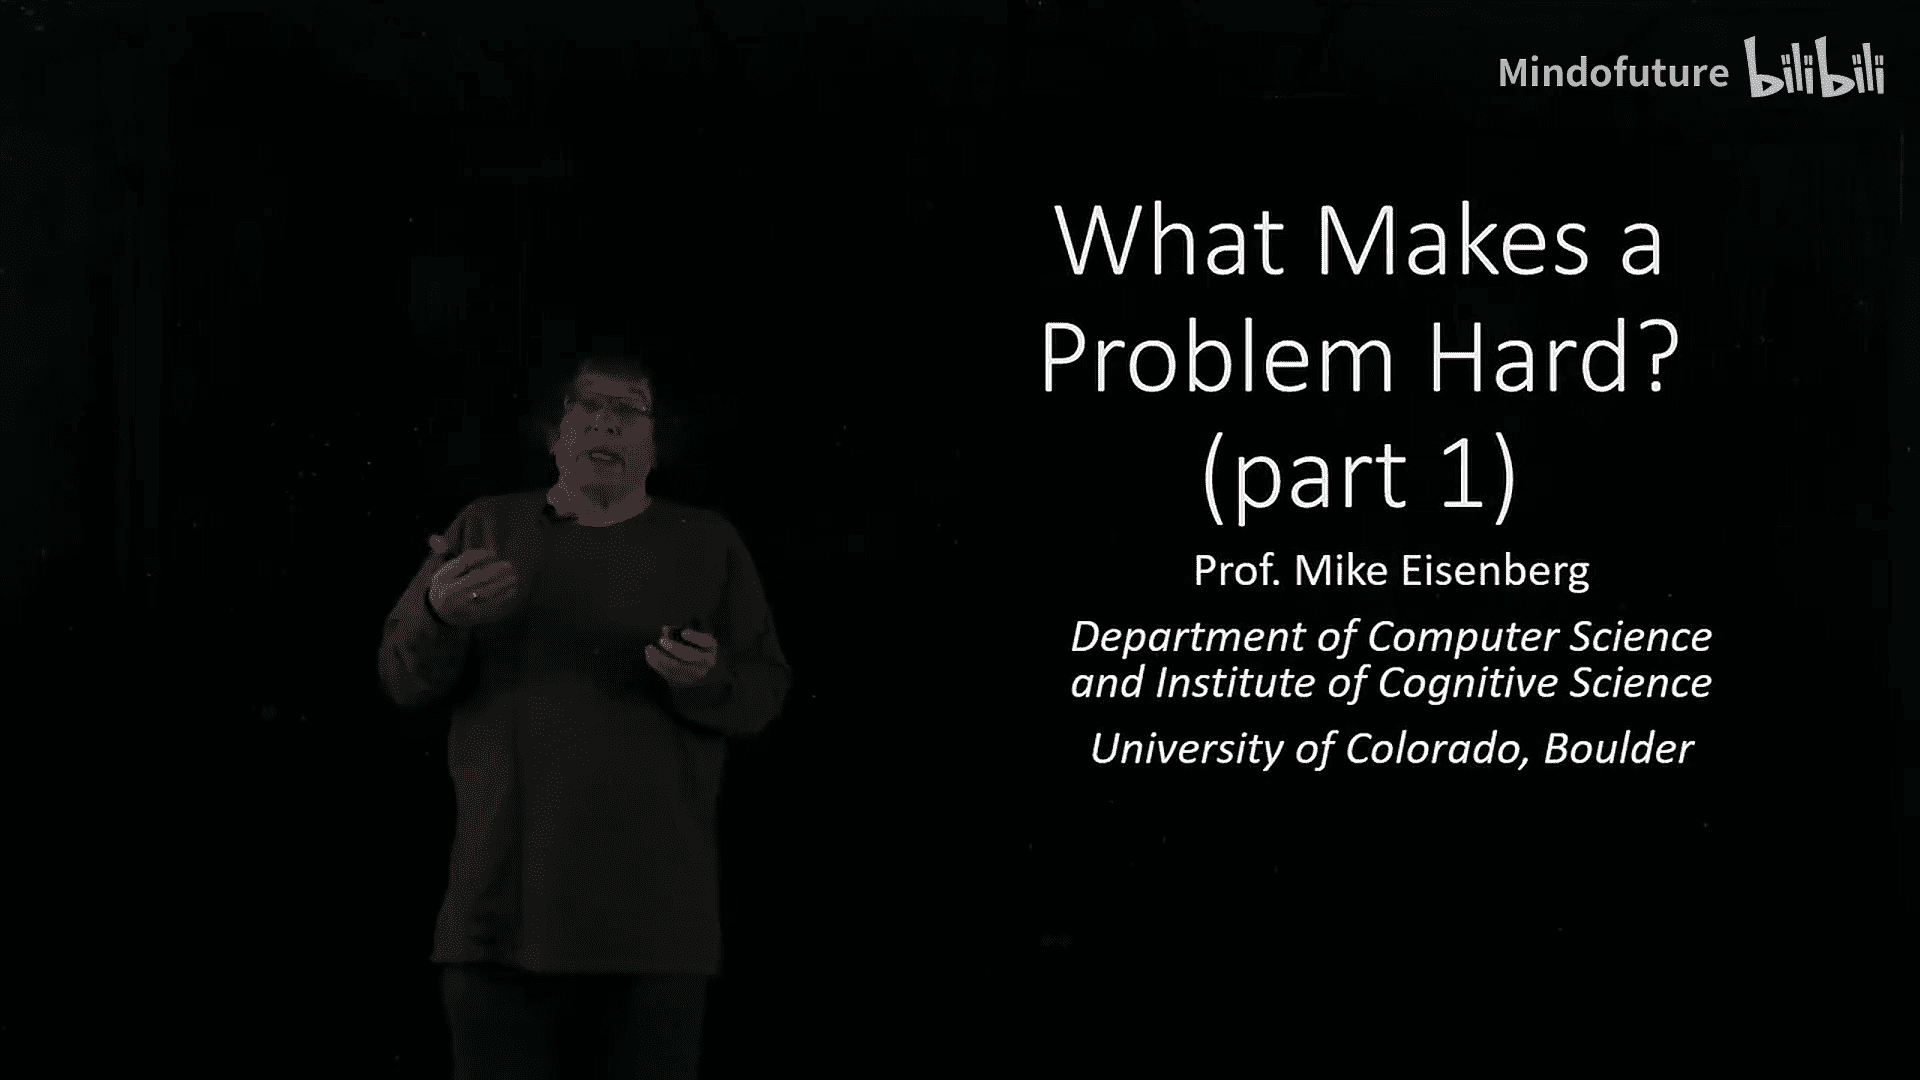 Mindofuture bilibili
What Makes a
Problem Hard?
(part 1)
Prof. Mike Eisenberg
Department of Computer Science
and Institute of Cognitive Science
University of Colorado, Boulder